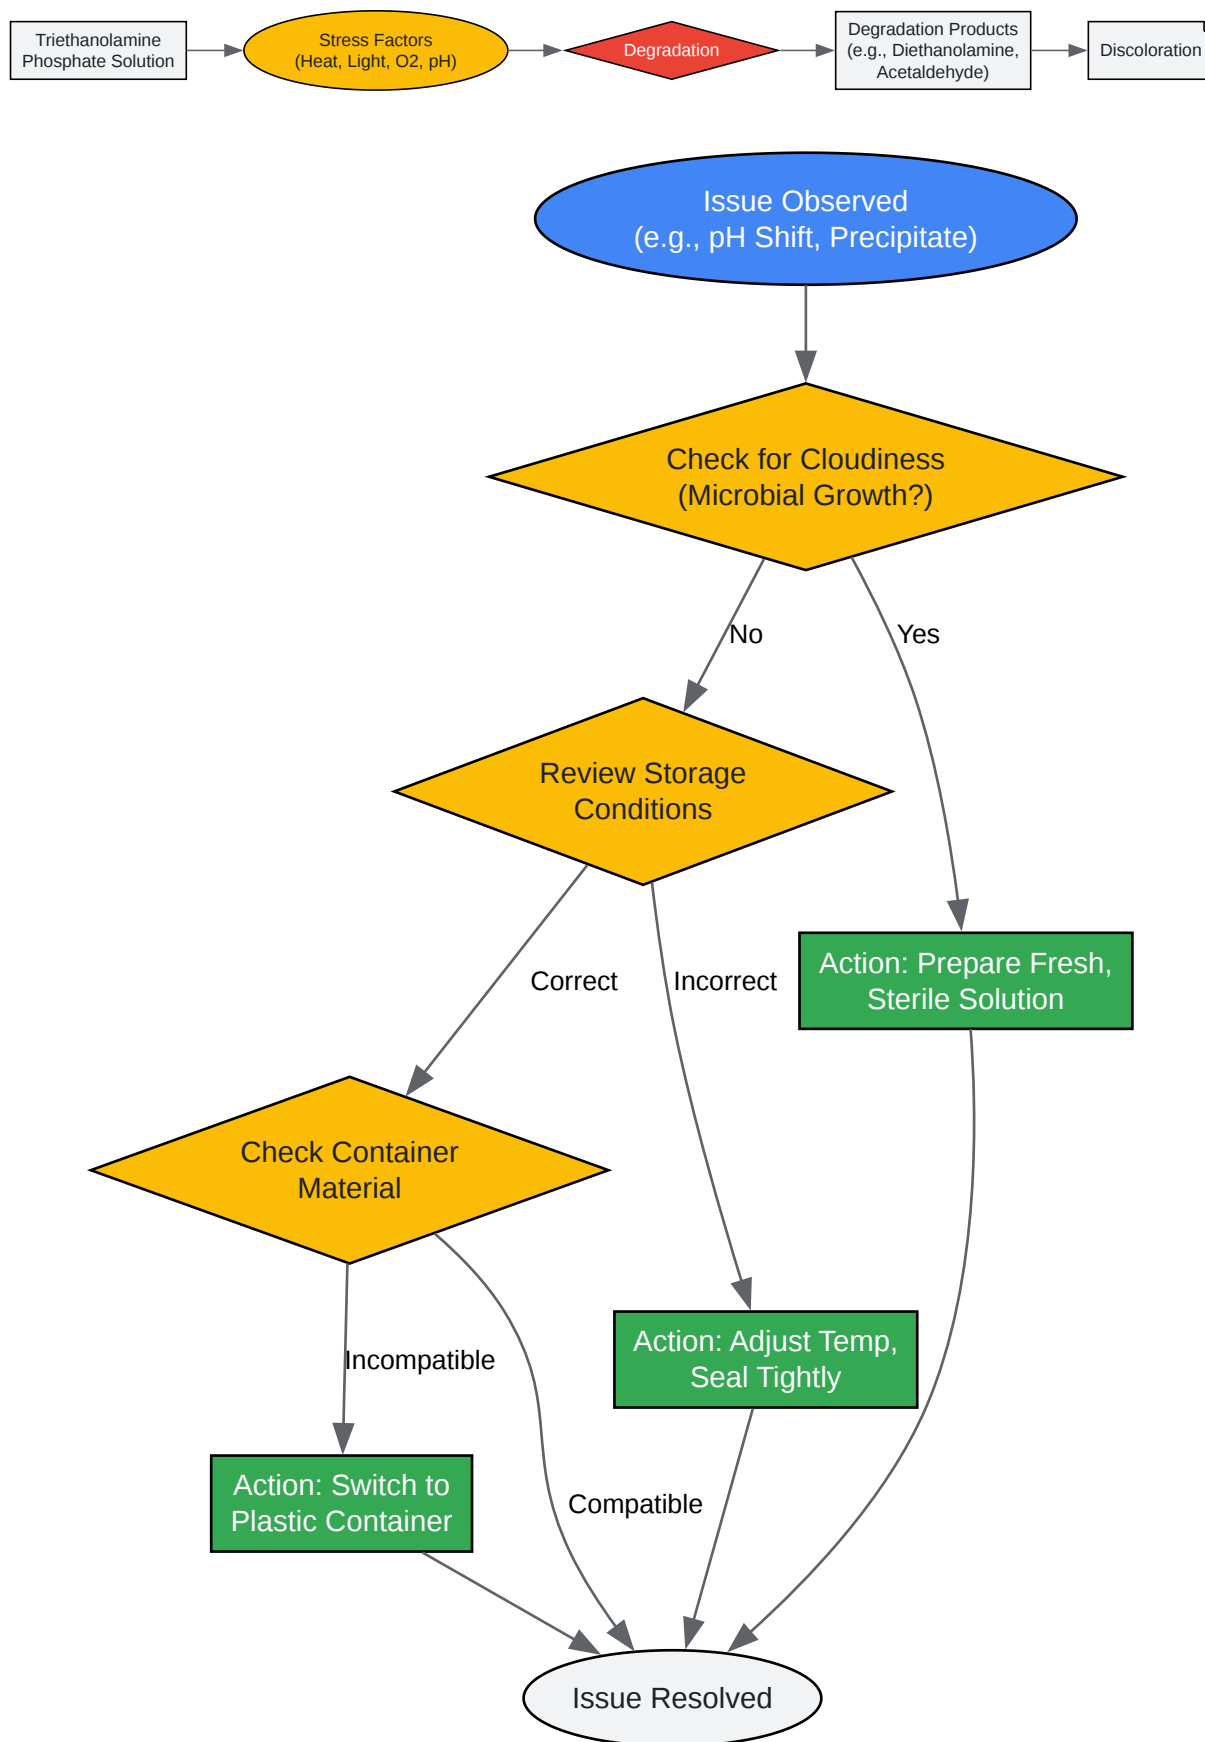 Triethanolamine
Phosphate Solution
Stress Factors
(Heat, Light, O2, pH)
Degradation
Degradation Products
(e.g., Diethanolamine,
Acetaldehyde)
Discoloration
Issue Observed
(e.g., pH Shift, Precipitate)
Check for Cloudiness
(Microbial Growth?)
No
Yes
Review Storage
Conditions
Correct
Incorrect
Action: Prepare Fresh,
Sterile Solution
Check Container
Material
Incompatible
Action: Adjust Temp,
Seal Tightly
Action: Switch to
Plastic Container
Compatible
Issue Resolved